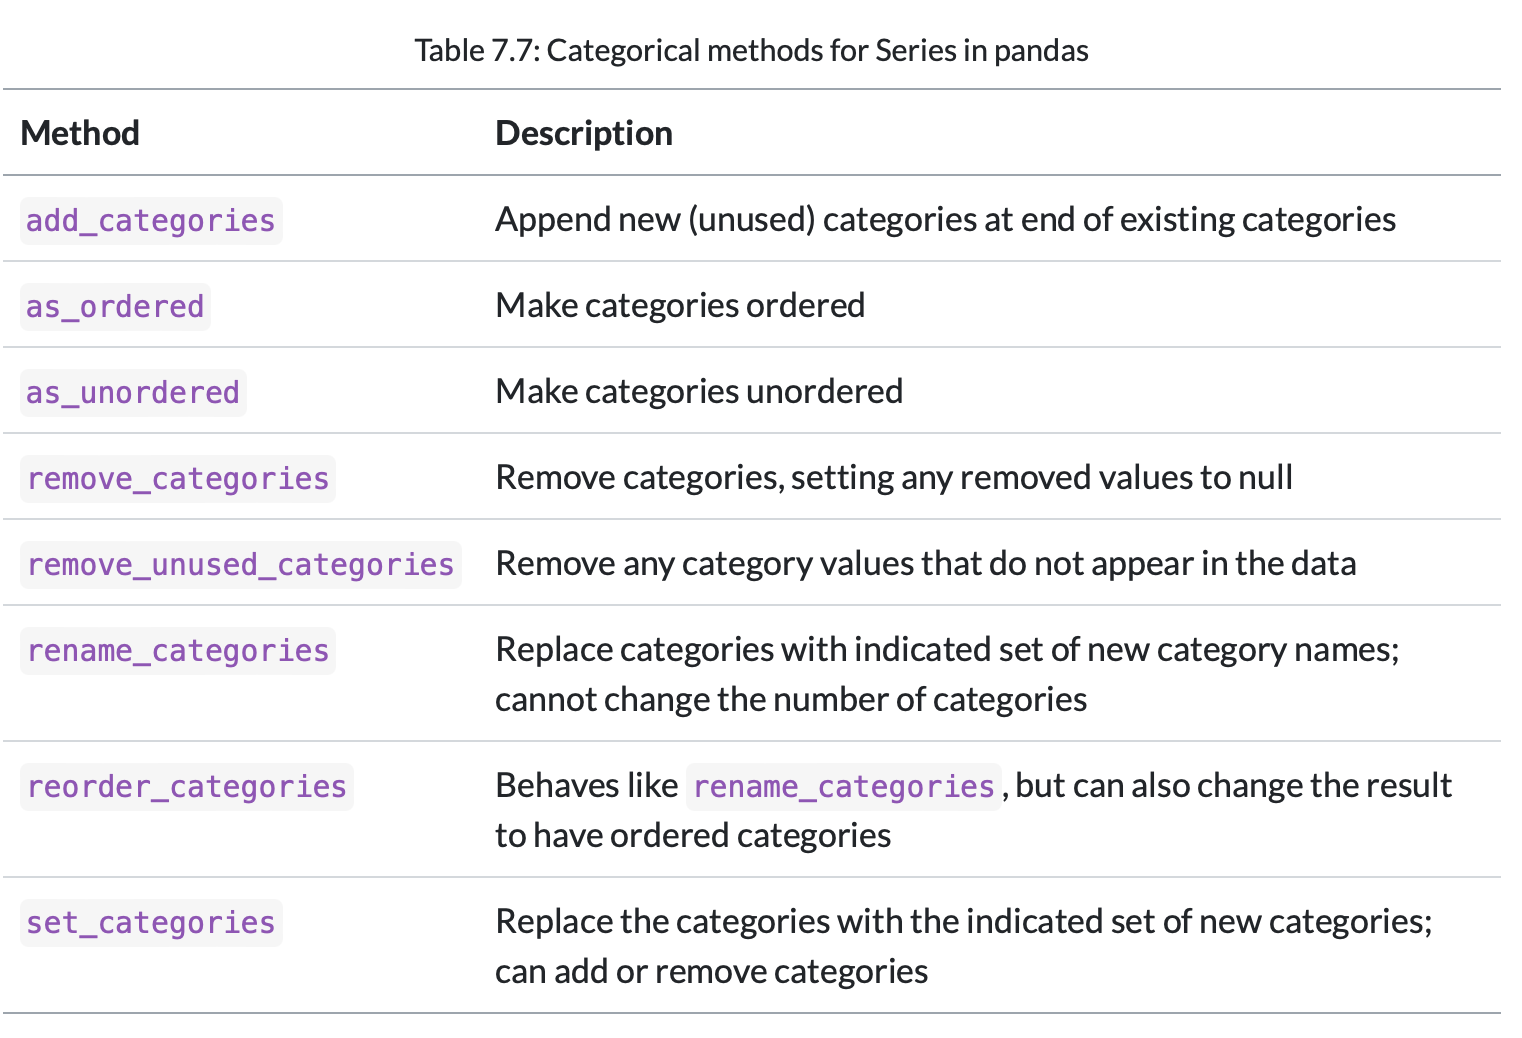 Table 7.7: Categorical methods for Series in pandas
Method Description
add_categories Append new (unused) categories at end of existing categories
as_ordered Make categories ordered
as_unordered Make categories unordered
remove_categories Remove categories, setting any removed values to null
remove_unused_categories Remove any category values that do not appear in the data
rename_categories Replace categories with indicated set of new category names;
cannot change the number of categories
reorder_categories Behaves like rename_categories, but can also change the result
to have ordered categories
set_categories Replace the categories with the indicated set of new categories;
can add or remove categories